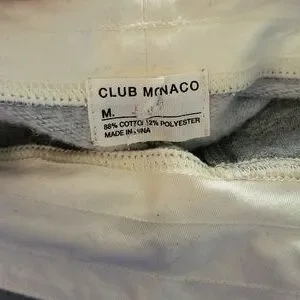 CLUB MONACO
M.
88% COTTON 12% POLYESTER
MADE IN